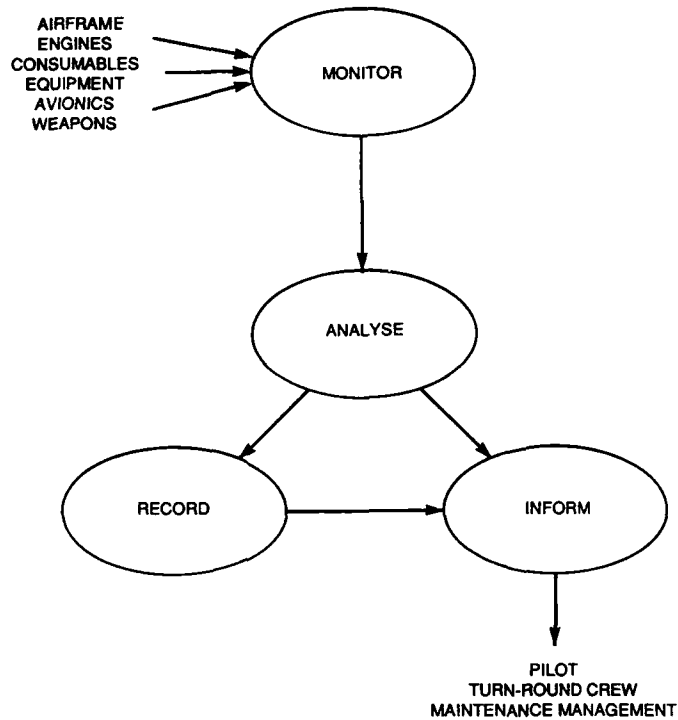 AIRFRAME
ENGINES
CONSUMABLES
EQUIPMENT
AVIONICS
WEAPONS
MONITOR
ANALYSE
RECORD
INFORM
PILOT
TURN-ROUND CREW
MAINTENANCE MANAGEMENT